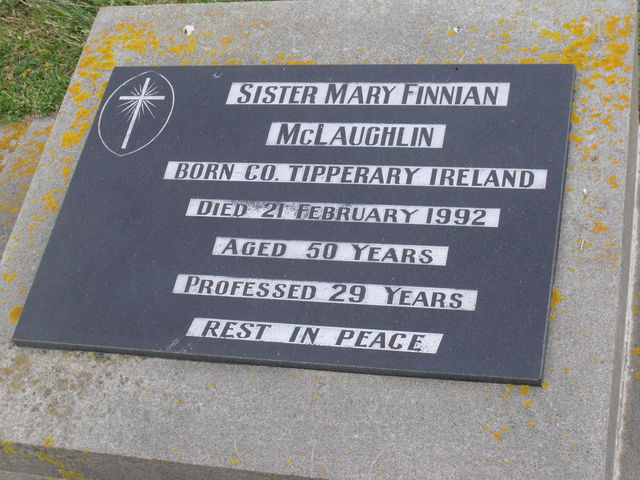 SISTER MARY FINNIAN
McLAUGHLIN
BORN CO. TIPPERARY IRELAND
DIED 21 FEBRUARY 1992
AGED 50 YEARS
PROFESSED 29 YEARS
REST IN PEACE